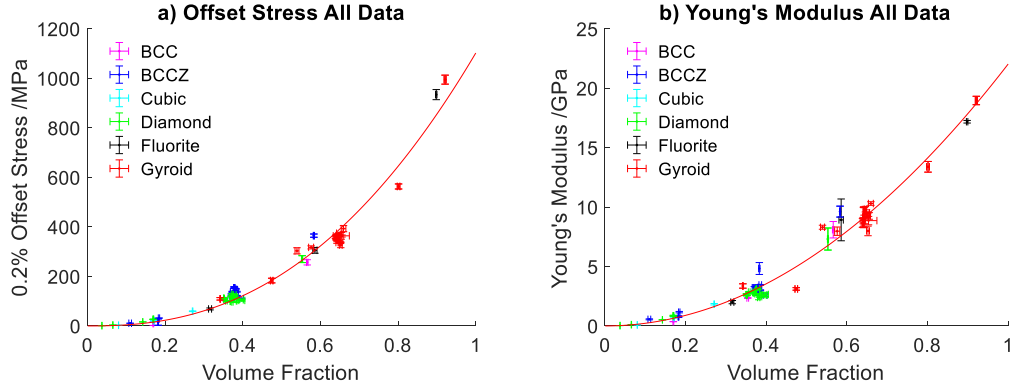 a) Offset Stress All Data
1200
1000
800
600
400
200
0
0.2% Offset Stress /MPa
BCC
BCCZ
Cubic
Diamond
Fluorite
Gyroid
0 0.2 0.4 0.6 0.8 1
Volume Fraction
b) Young's Modulus All Data
25
20
15
10
5
0
Young's Modulus /GPa
BCC
BCCZ
Cubic
Diamond
Fluorite
Gyroid
0 0.2 0.4 0.6 0.8 1
Volume Fraction